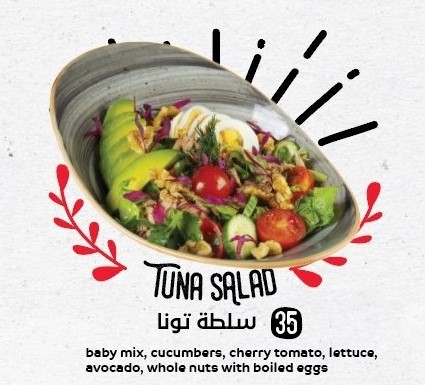 TUNA SALAD
سلطة تونا 35
baby mix, cucumbers, cherry tomato, lettuce,
avocado, whole nuts with boiled eggs